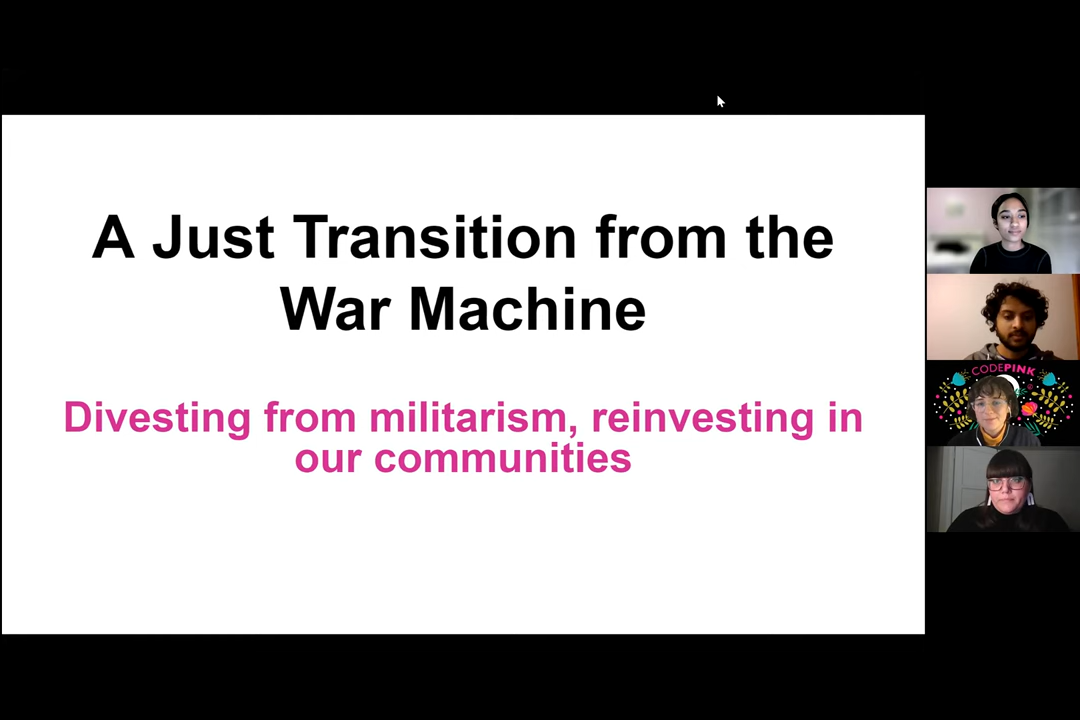 A Just Transition from the
War Machine
Divesting from militarism, reinvesting in
our communities
CODEPINK